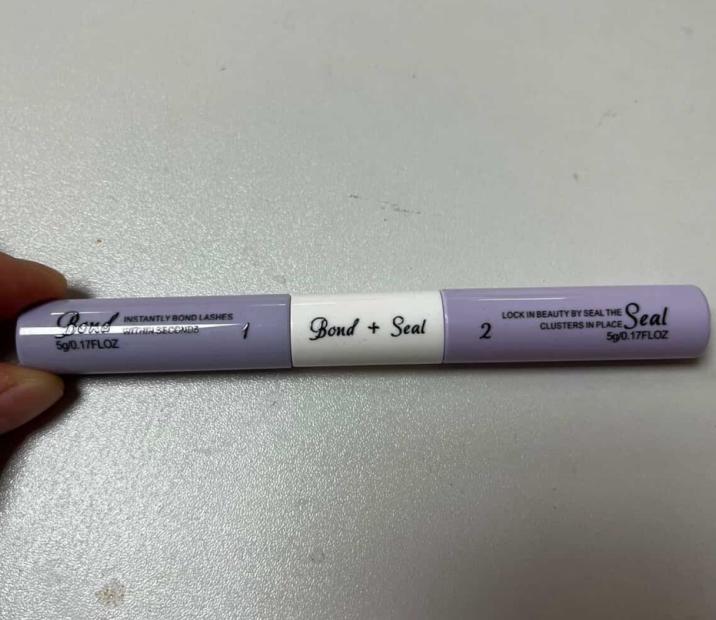 Bond INSTANTLY BOND LASHES
WITHIN SECONDS
5g/0.17FLOZ
1
Bond + Seal
2
LOCK IN BEAUTY BY SEAL THE
CLUSTERS IN PLACE Seal
5g/0.17FLOZ